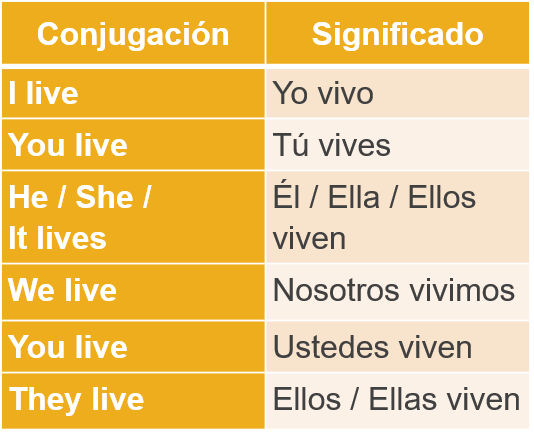 Conjugación Significado
I live Yo vivo
You live Tú vives
He / She / Él / Ella / Ellos
It lives viven
We live Nosotros vivimos
You live Ustedes viven
They live Ellos / Ellas viven